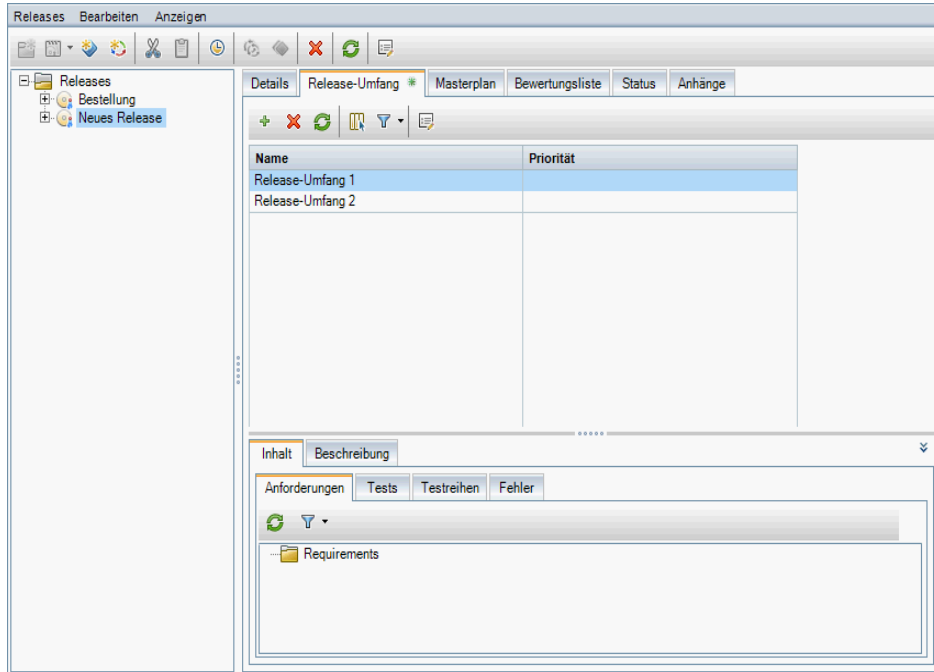 Releases Bearbeiten Anzeigen
Releases
Bestellung
Neues Release
Details Release-Umfang * Masterplan Bewertungsliste Status Anhänge
Name Priorität
Release-Umfang 1
Release-Umfang 2
Inhalt Beschreibung
Anforderungen Tests Testreihen Fehler
Requirements